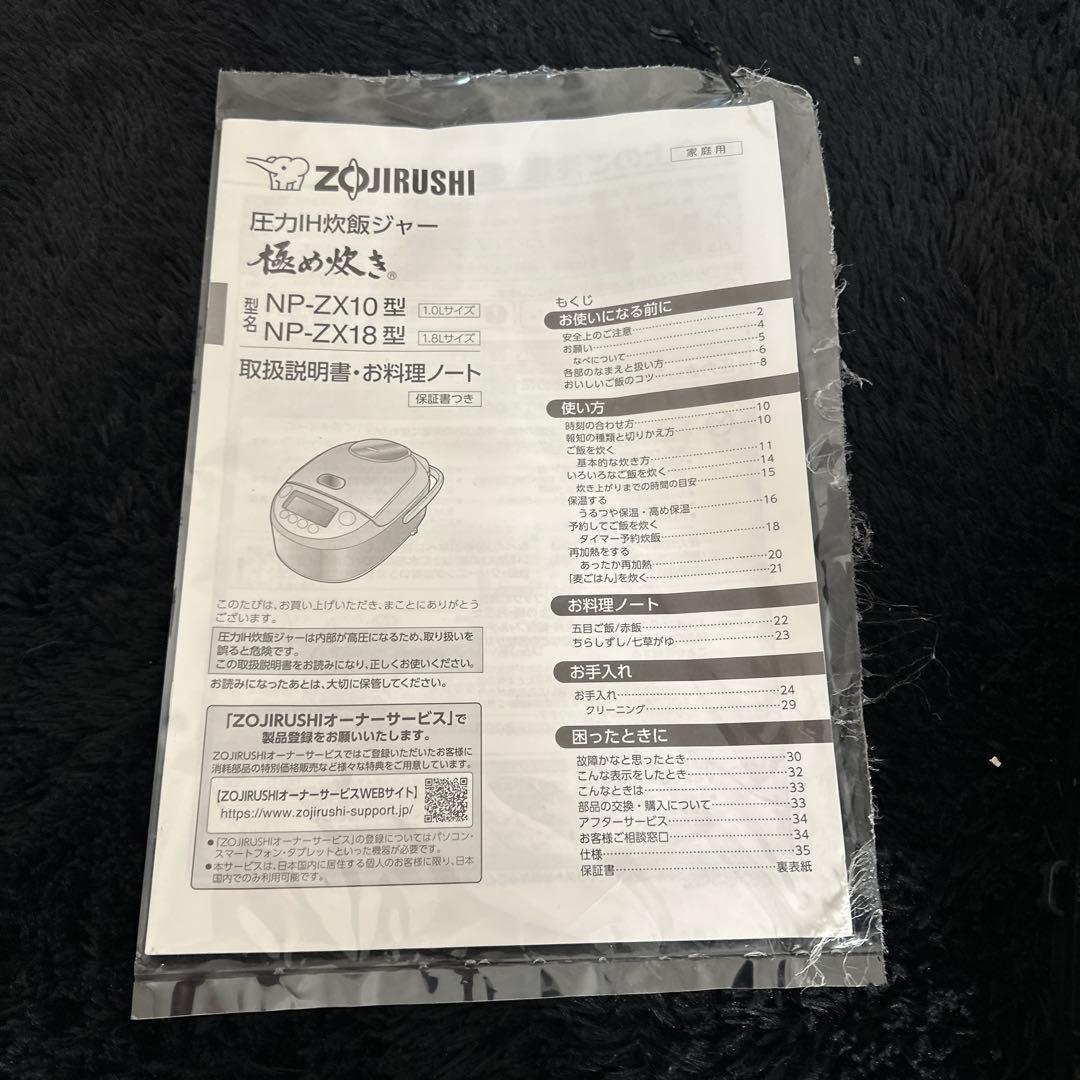 家庭用
ZOJIRUSHI
圧力IH炊飯ジャー
極め炊き®
型名
NP-ZX10型 1.0Lサイズ
NP-ZX18型 1.8Lサイズ
取扱説明書・お料理ノート
保証書つき
このたびは、お買い上げいただき、まことにありがとう
ございます。
圧力IH炊飯ジャーは内部が高圧になるため、取り扱いを
誤ると危険です。
この取扱説明書をお読みになり、正しくお使いください。
お読みになったあとは、大切に保管してください。
「ZOJIRUSHIオーナーサービス」で
製品登録をお願いいたします。
ZOJIRUSHIオーナーサービスではご登録いただいたお客様に
消耗部品の特別価格販売など様々な特典をご用意しています。
【ZOJIRUSHIオーナーサービスWEBサイト】
https://www.zojirushi-support.jp/
●「ZOJIRUSHIオーナーサービス」の登録についてはパソコン・
スマートフォン・タブレットといった機器が必要です。
●本サービスは、日本国内に居住する個人のお客様に限り、日本
国内でのみ利用可能です。
もくじ
お使いになる前に
安全上のご注意…2
お願い…4
なべについて…5
各部のなまえと扱い方…6
おいしいご飯のコツ…8
使い方
時刻の合わせ方…10
報知の種類と切りかえ方…10
ご飯を炊く
基本的な炊き方…11
いろいろなご飯を炊く…14
炊き上がりまでの時間の目安…15
保温する
うるつや保温・高め保温…16
予約してご飯を炊く
タイマー予約炊飯…18
再加熱をする
あったか再加熱…20
「麦ごはん」を炊く…21
お料理ノート
五目ご飯/赤飯…22
ちらしずし/七草がゆ…23
お手入れ
お手入れ…24
クリーニング…29
困ったときに
故障かなと思ったとき…30
こんな表示をしたとき…32
こんなときは…33
部品の交換・購入について…33
アフターサービス…34
お客様ご相談窓口…34
仕様…35
保証書…裏表紙